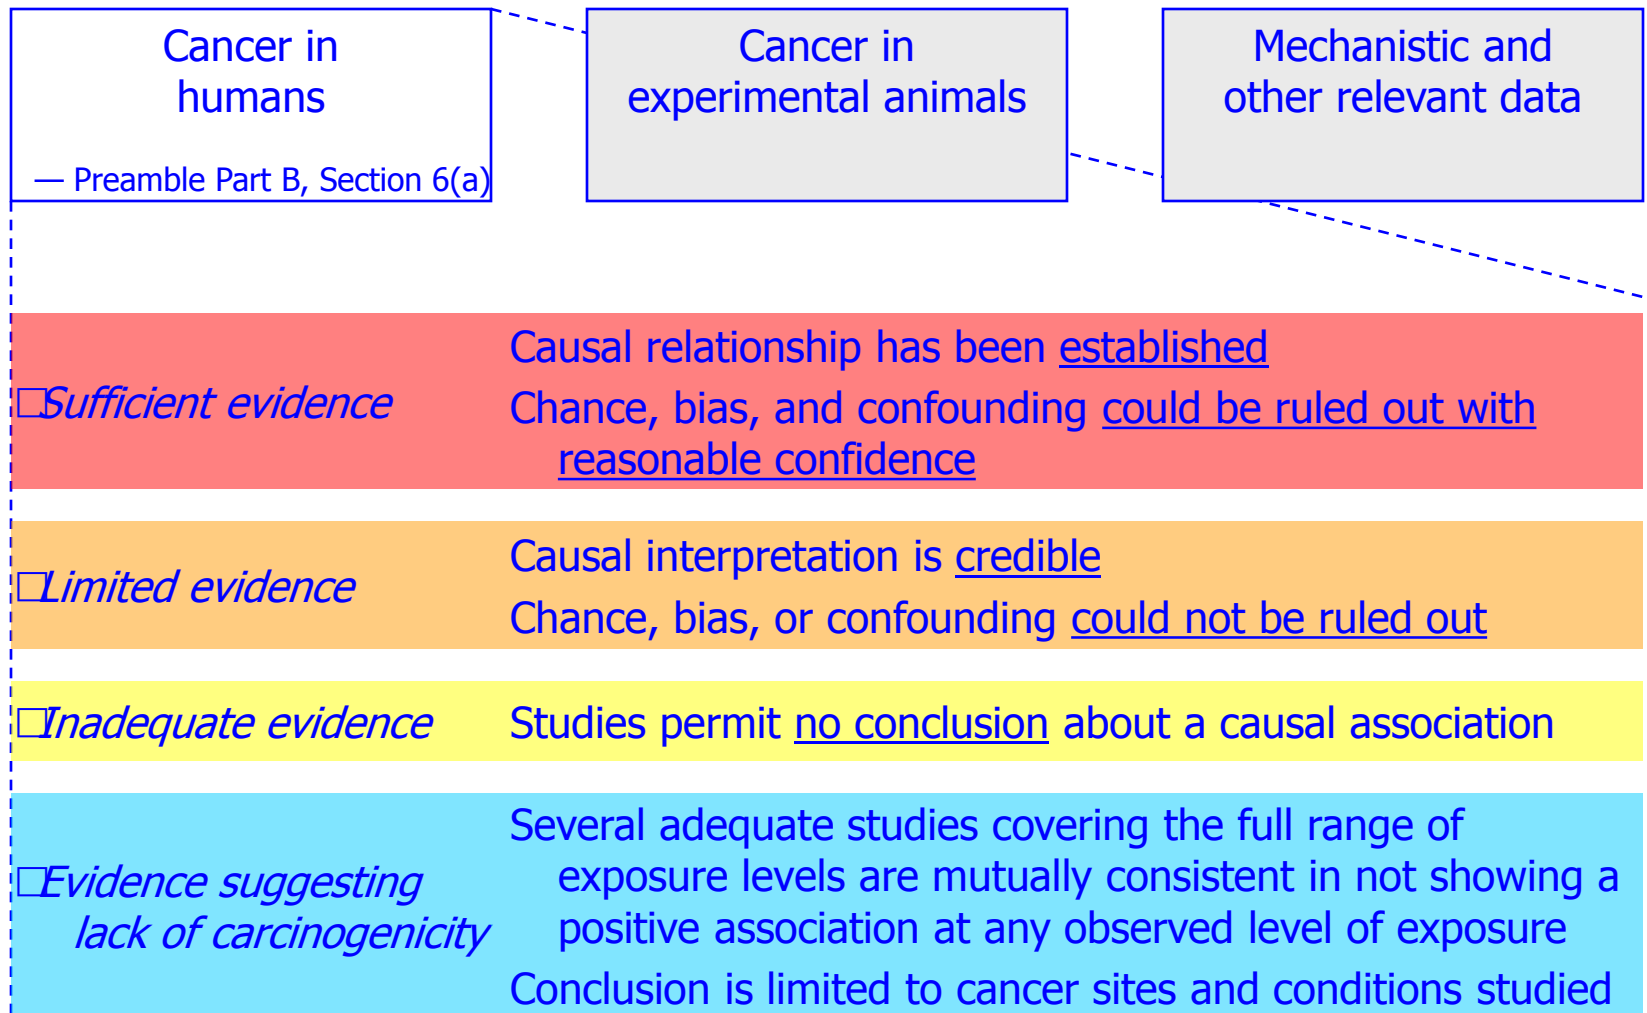 Cancer in
humans
— Preamble Part B, Section 6(a)
Cancer in
experimental animals
Mechanistic and
other relevant data
□Sufficient evidence
Causal relationship has been established
Chance, bias, and confounding could be ruled out with
reasonable confidence
□Limited evidence
Causal interpretation is credible
Chance, bias, or confounding could not be ruled out
□Inadequate evidence
Studies permit no conclusion about a causal association
□Evidence suggesting
lack of carcinogenicity
Several adequate studies covering the full range of
exposure levels are mutually consistent in not showing a
positive association at any observed level of exposure
Conclusion is limited to cancer sites and conditions studied